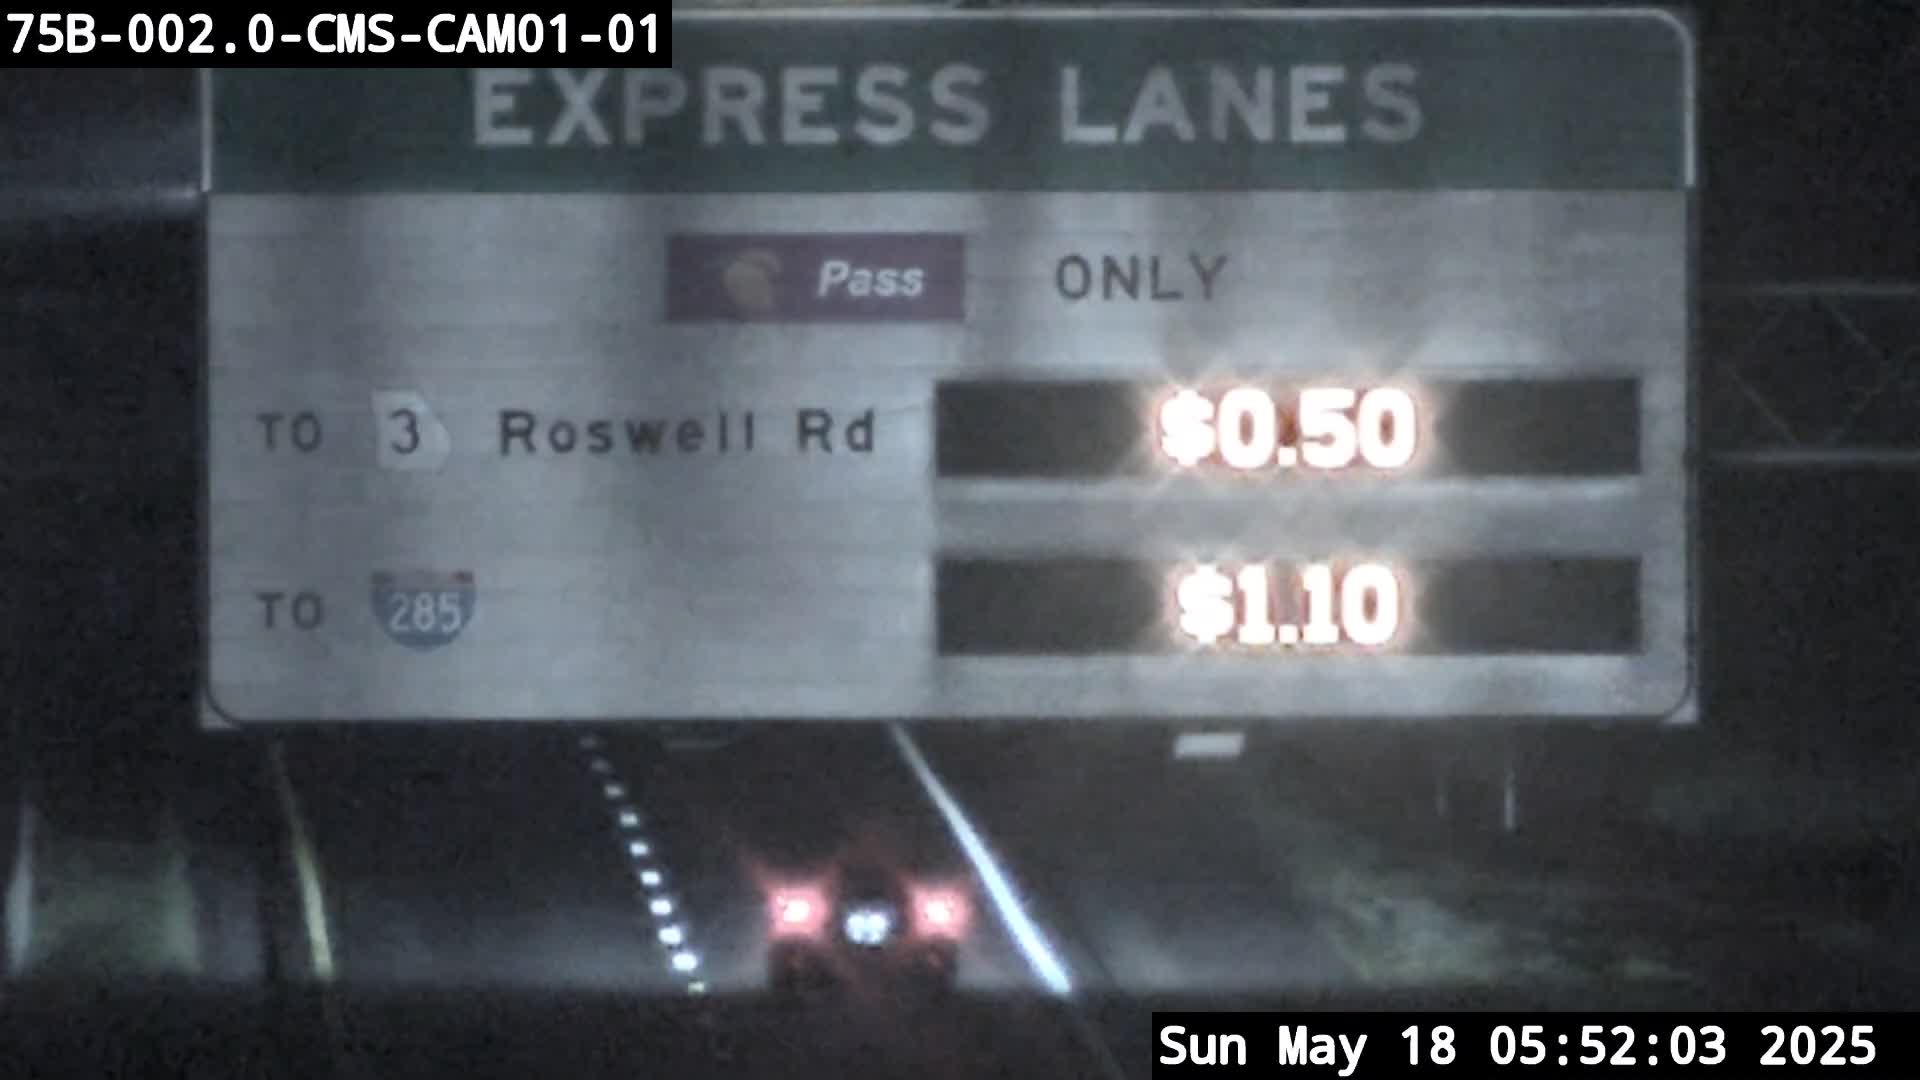 75B-002.0-CMS-CAM01-01
EXPRESS LANES
Pass ONLY
TO 3 Roswell Rd $0.50
TO 285 $1.10
Sun May 18 05:52:03 2025